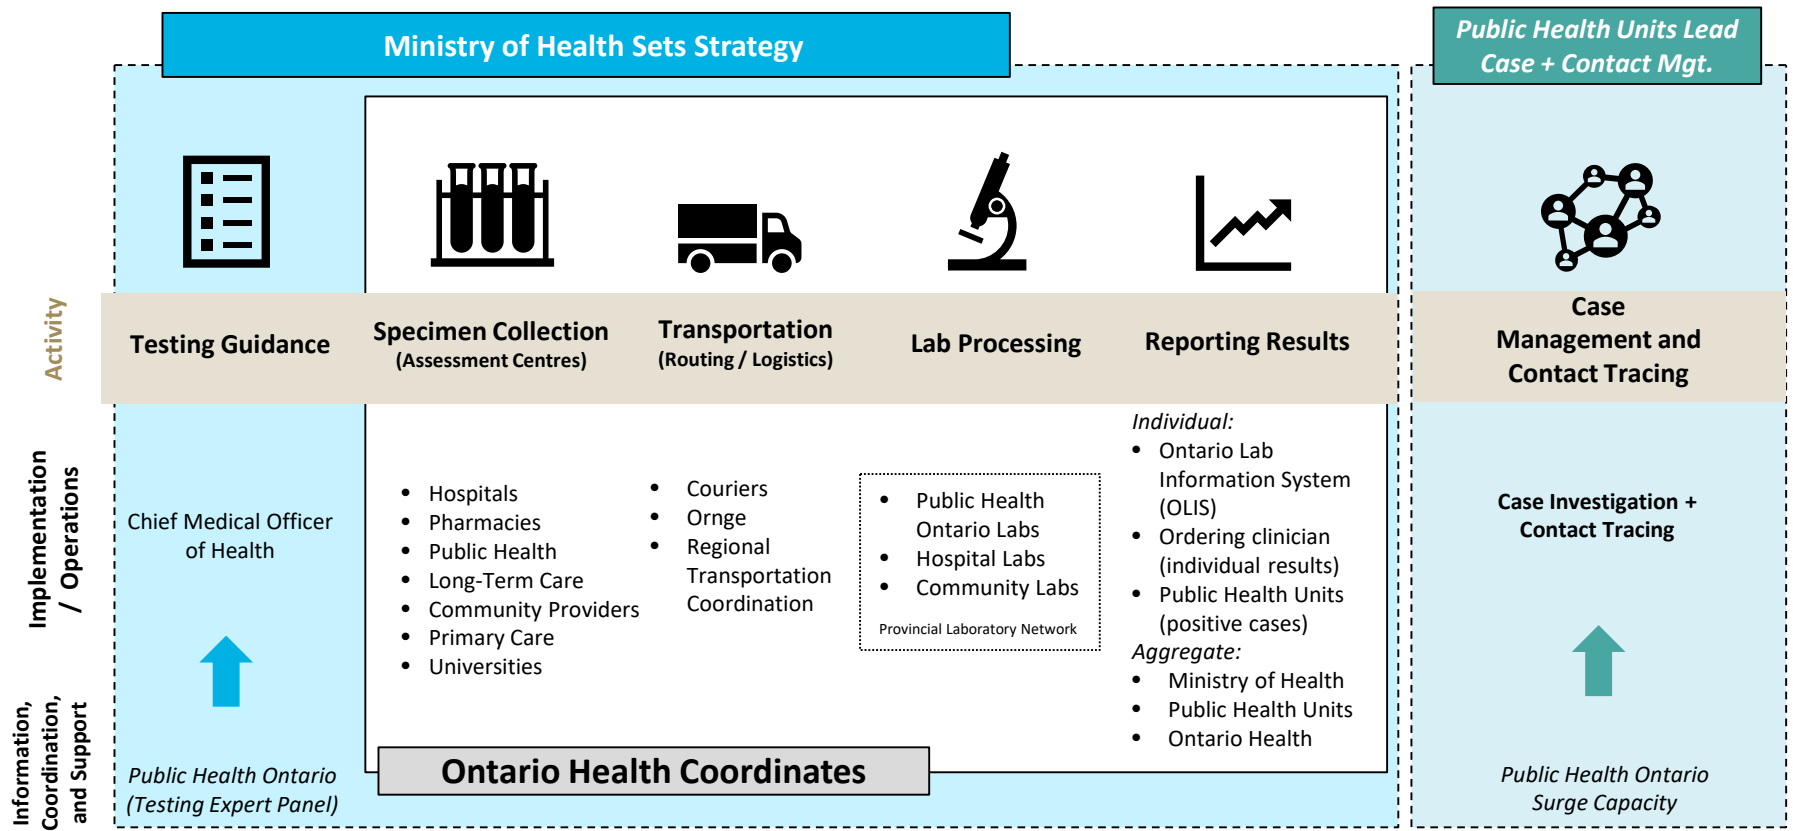 Ministry of Health Sets Strategy
Public Health Units Lead
Case + Contact Mgt.
Activity
Testing Guidance
Specimen Collection
(Assessment Centres)
Transportation
(Routing / Logistics)
Lab Processing
Reporting Results
Case
Management and
Contact Tracing
Implementation
/ Operations
Chief Medical Officer
of Health
• Hospitals
• Pharmacies
• Public Health
• Long-Term Care
• Community Providers
• Primary Care
• Universities
• Couriers
• Ornge
• Regional
Transportation
Coordination
• Public Health
Ontario Labs
• Hospital Labs
• Community Labs
Provincial Laboratory Network
Individual:
• Ontario Lab
Information System
(OLIS)
• Ordering clinician
(individual results)
• Public Health Units
(positive cases)
Aggregate:
• Ministry of Health
• Public Health Units
• Ontario Health
Case Investigation +
Contact Tracing
Information,
Coordination,
and Support
Public Health Ontario
(Testing Expert Panel)
Ontario Health Coordinates
Public Health Ontario
Surge Capacity